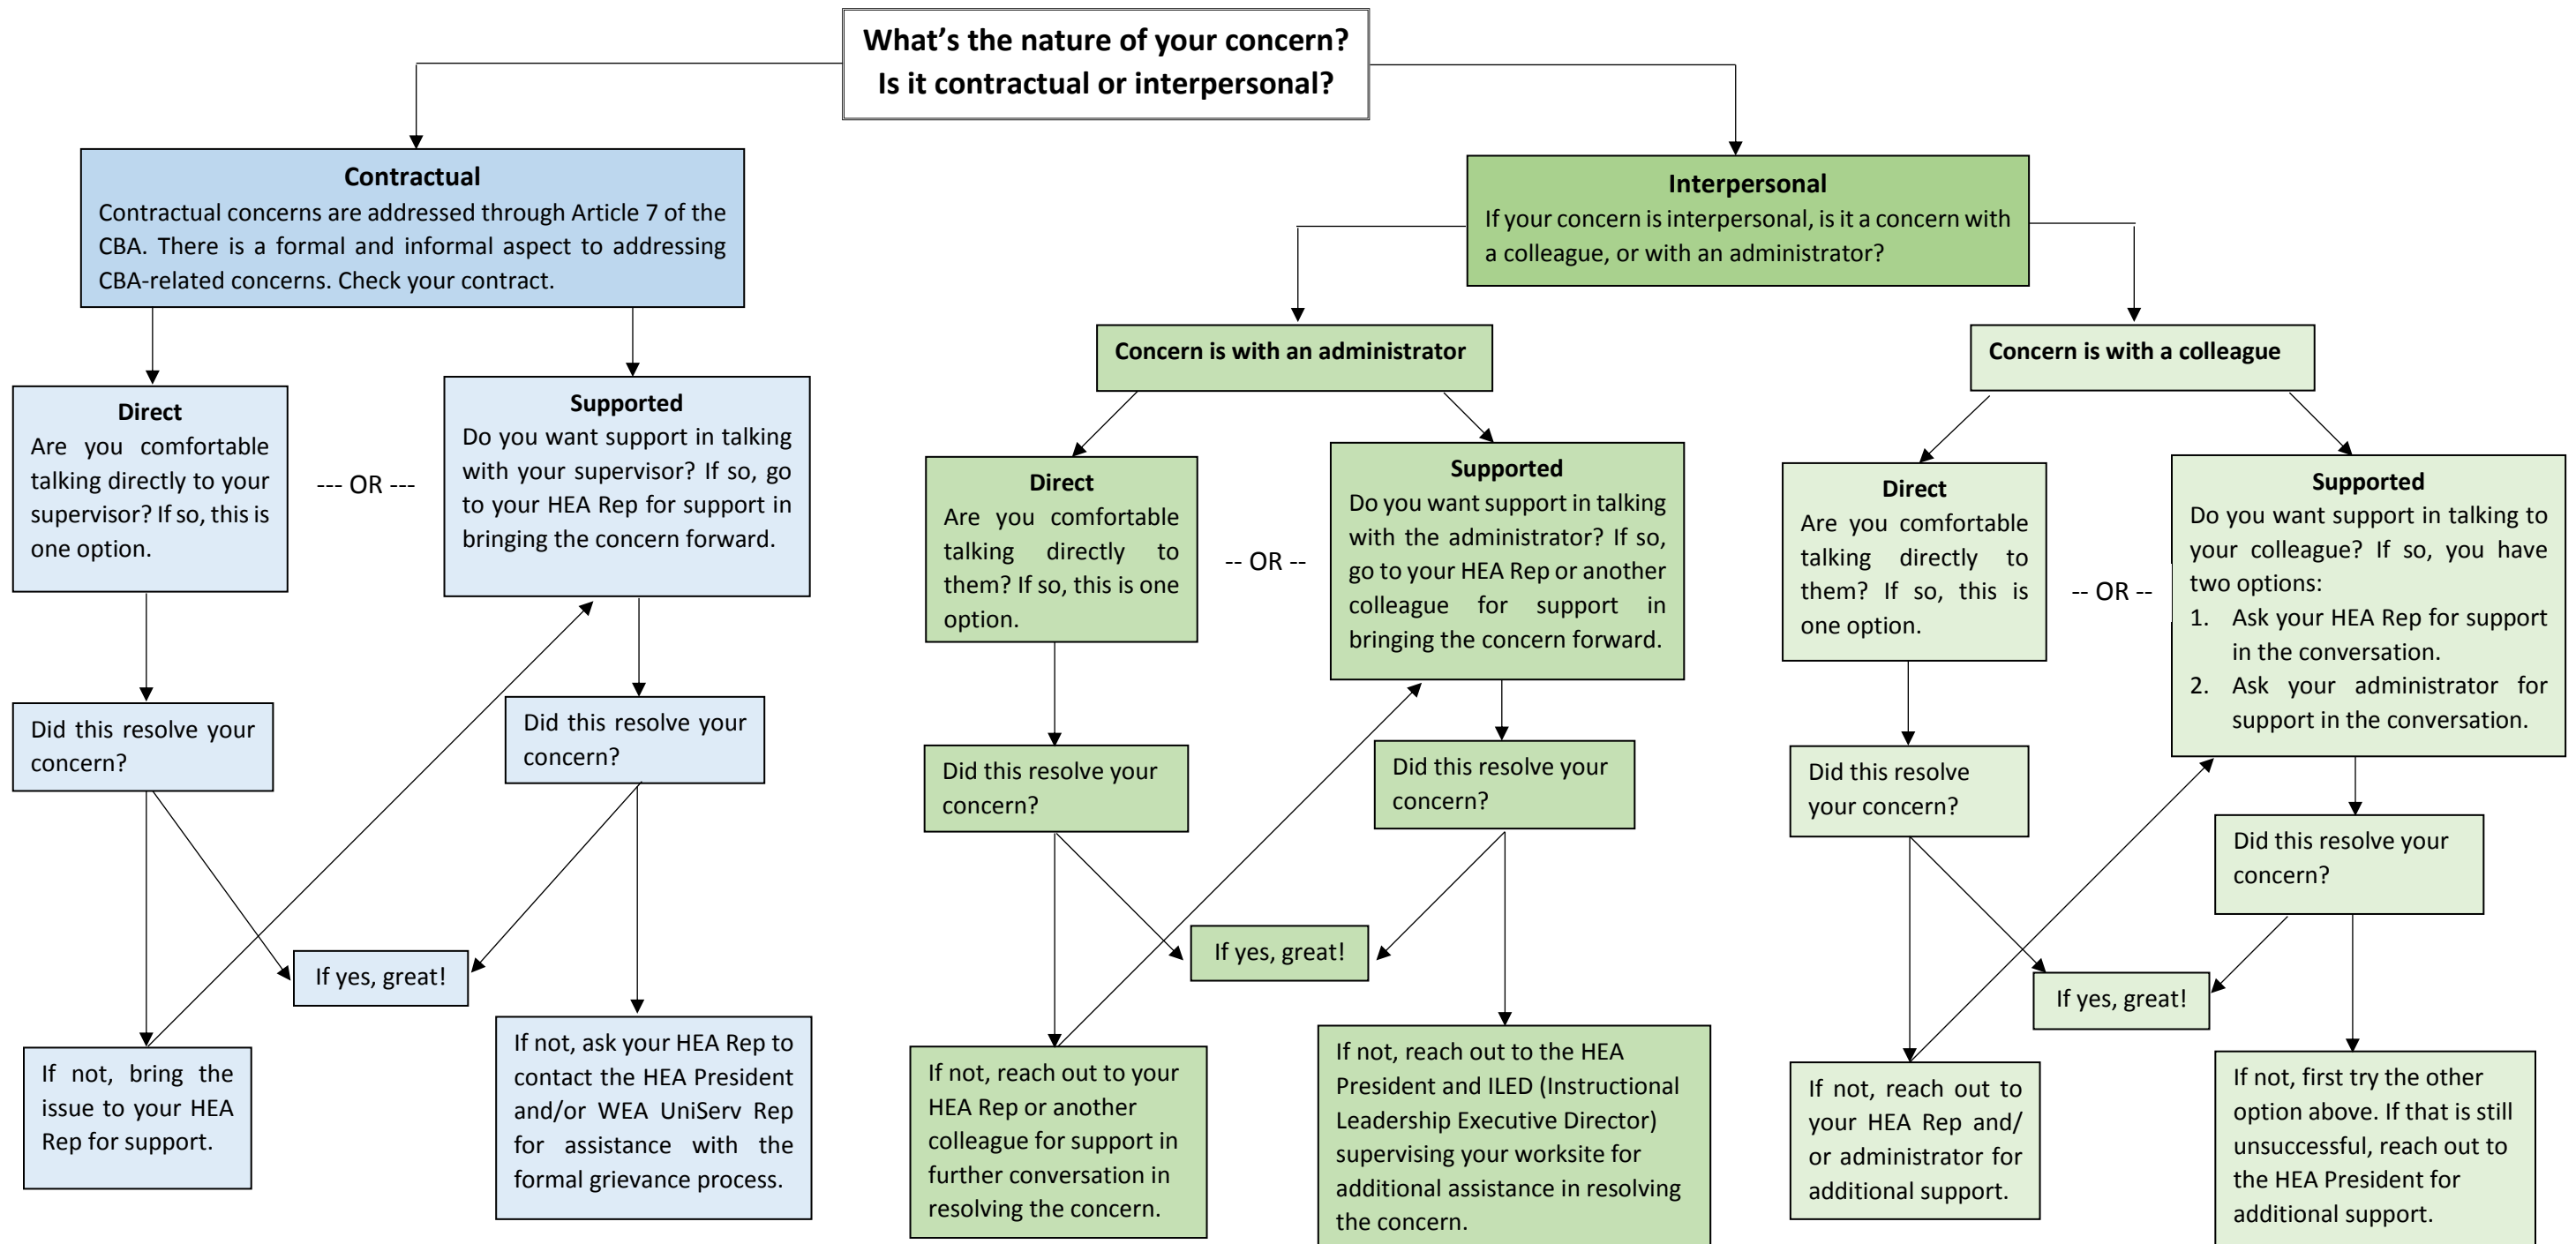 What's the nature of your concern?
Is it contractual or interpersonal?
Contractual
Contractual concerns are addressed through Article 7 of the
CBA. There is a formal and informal aspect to addressing
CBA-related concerns. Check your contract.
Direct
Are you comfortable
talking directly to your
supervisor? If so, this is
one option.
--- OR ---
Supported
Do you want support in talking
with your supervisor? If so, go
to your HEA Rep for support in
bringing the concern forward.
Did this resolve your
concern?
Did this resolve your
concern?
If yes, great!
If not, bring the
issue to your HEA
Rep for support.
If not, ask your HEA Rep to
contact the HEA President
and/or WEA UniServ Rep
for assistance with the
formal grievance process.
Interpersonal
If your concern is interpersonal, is it a concern with
a colleague, or with an administrator?
Concern is with an administrator
Direct
Are you comfortable
talking directly to
them? If so, this is one
option.
-- OR --
Supported
Do you want support in talking
with the administrator? If so,
go to your HEA Rep or another
colleague for support in
bringing the concern forward.
Did this resolve your
concern?
Did this resolve your
concern?
If yes, great!
If not, reach out to your
HEA Rep or another
colleague for support in
further conversation in
resolving the concern.
If not, reach out to the HEA
President and ILED (Instructional
Leadership Executive Director)
supervising your worksite for
additional assistance in resolving
the concern.
Concern is with a colleague
Direct
Are you comfortable
talking directly to
them? If so, this is
one option.
-- OR --
Supported
Do you want support in talking to
your colleague? If so, you have
two options:
1. Ask your HEA Rep for support
in the conversation.
2. Ask your administrator for
support in the conversation.
Did this resolve
your concern?
Did this resolve your
concern?
If yes, great!
If not, reach out to
your HEA Rep and/
or administrator for
additional support.
If not, first try the other
option above. If that is still
unsuccessful, reach out to
the HEA President for
additional support.